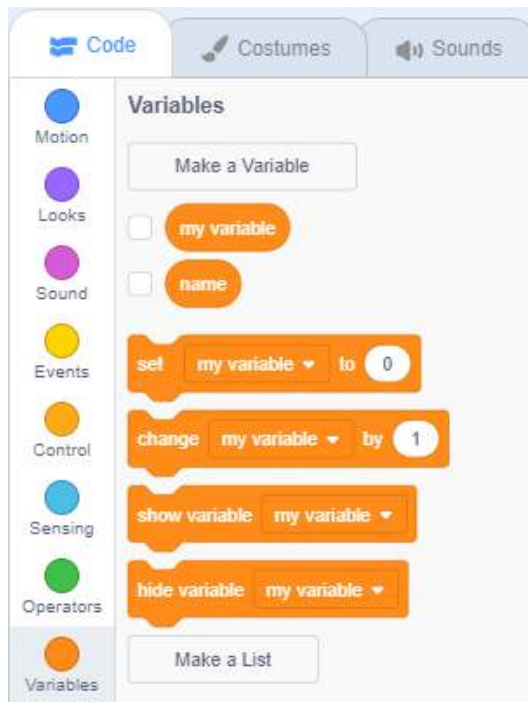 Code
Costumes
Sounds
Motion
Looks
Sound
Events
Control
Sensing
Operators
Variables
Variables
Make a Variable
my variable
name
set my variable to 0
change my variable by 1
show variable my variable
hide variable my variable
Make a List